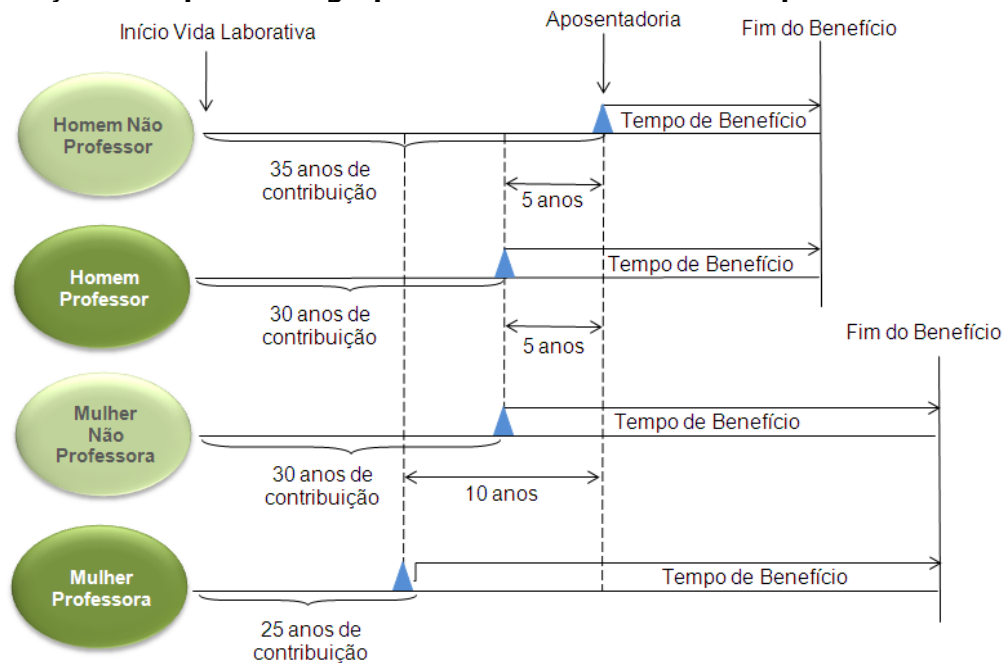 Início Vida Laborativa
Aposentadoria
Fim do Benefício
Homem Não
Professor
Tempo de Benefício
35 anos de
contribuição
5 anos
Homem
Professor
Tempo de Benefício
30 anos de
contribuição
5 anos
Fim do Benefício
Mulher
Não
Professora
Tempo de Benefício
30 anos de
contribuição
10 anos
Mulher
Professora
Tempo de Benefício
25 anos de
contribuição